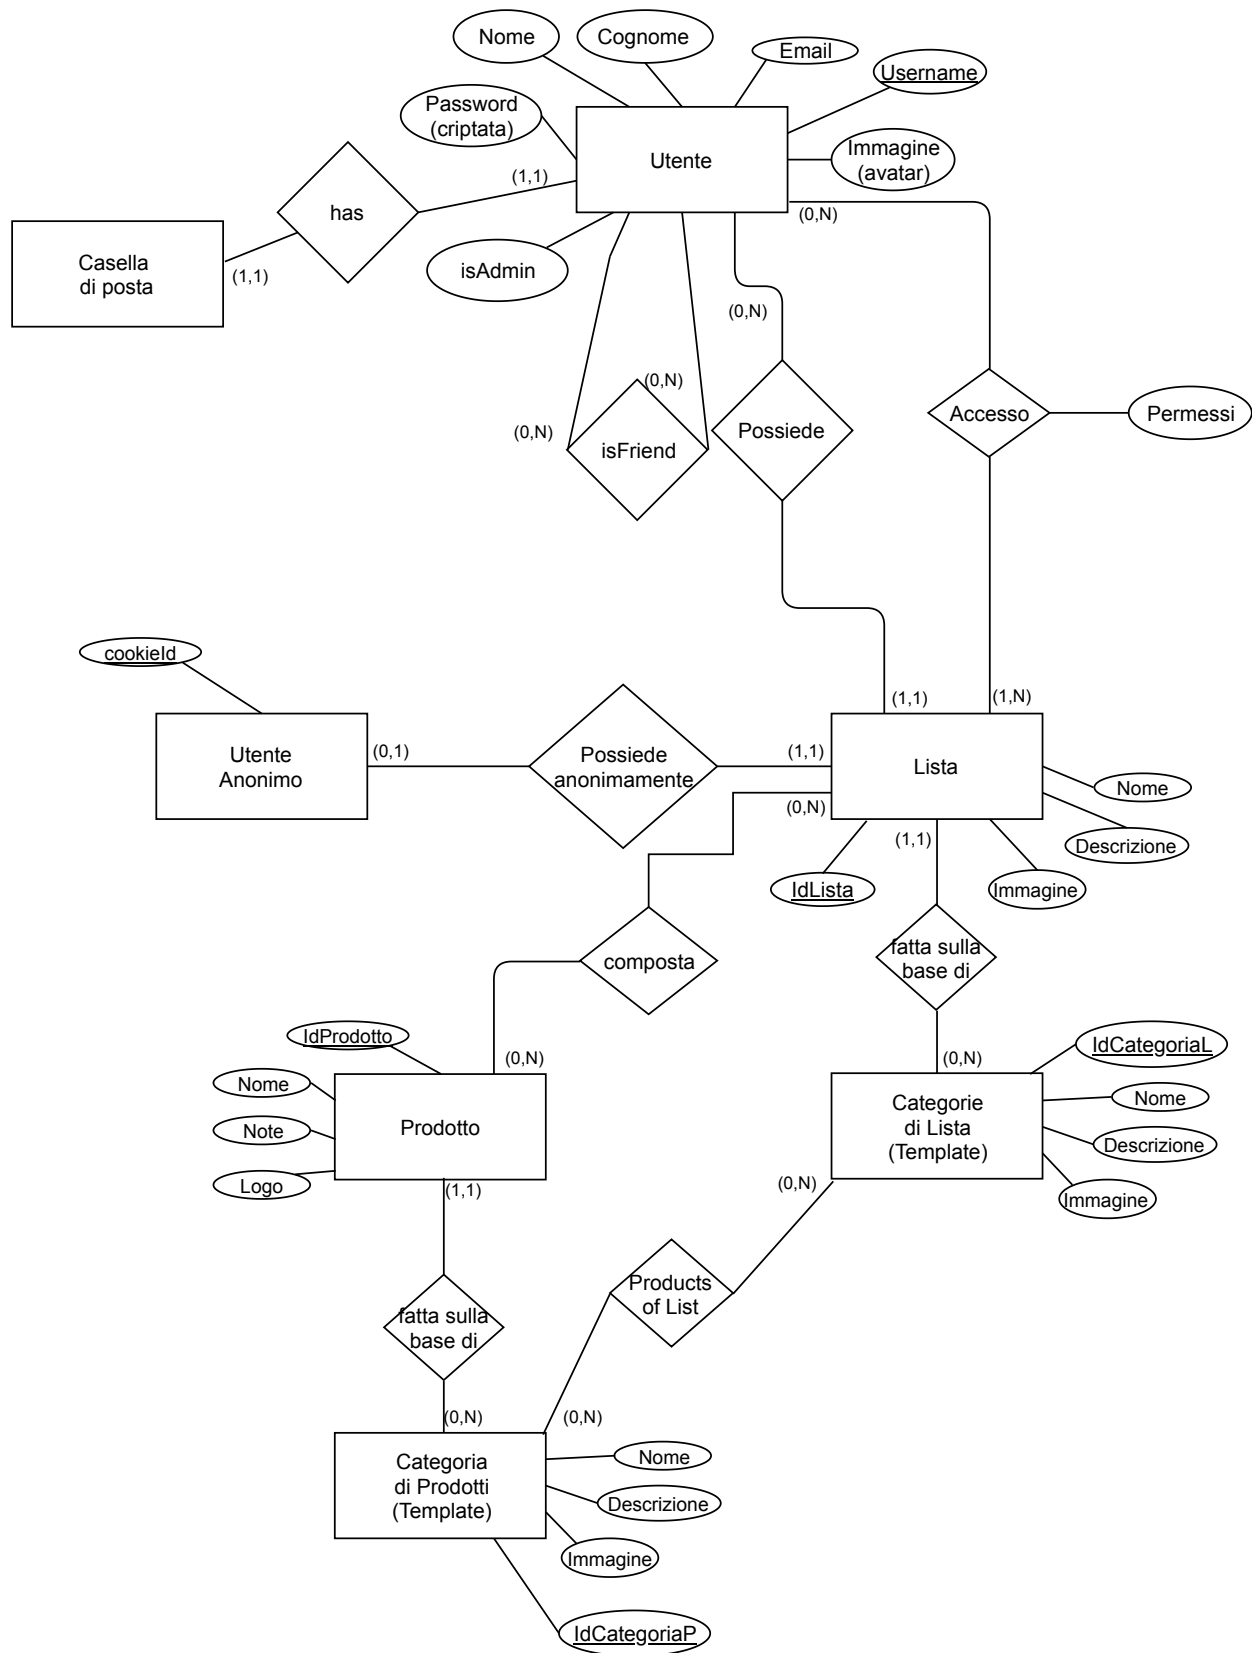 Nome
Cognome
Email
Username
Password
(criptata)
Utente
Immagine
(avatar)
(1,1)
(0,N)
has
Casella
di posta
(1,1)
isAdmin
(0,N)
(0,N)
(0,N)
isFriend
Possiede
Accesso
Permessi
cookieId
(1,1)
(1,N)
Utente
Anonimo
(0,1)
Possiede
anonimamente
(1,1)
Lista
Nome
(0,N)
(1,1)
Descrizione
IdLista
Immagine
composta
fatta sulla
base di
IdProdotto
(0,N)
(0,N)
IdCategoriaL
Nome
Note
Logo
Prodotto
Categorie
di Lista
(Template)
Nome
Descrizione
Immagine
(1,1)
(0,N)
Products
of List
fatta sulla
base di
(0,N)
(0,N)
Categoria
di Prodotti
(Template)
Nome
Descrizione
Immagine
IdCategoriaP